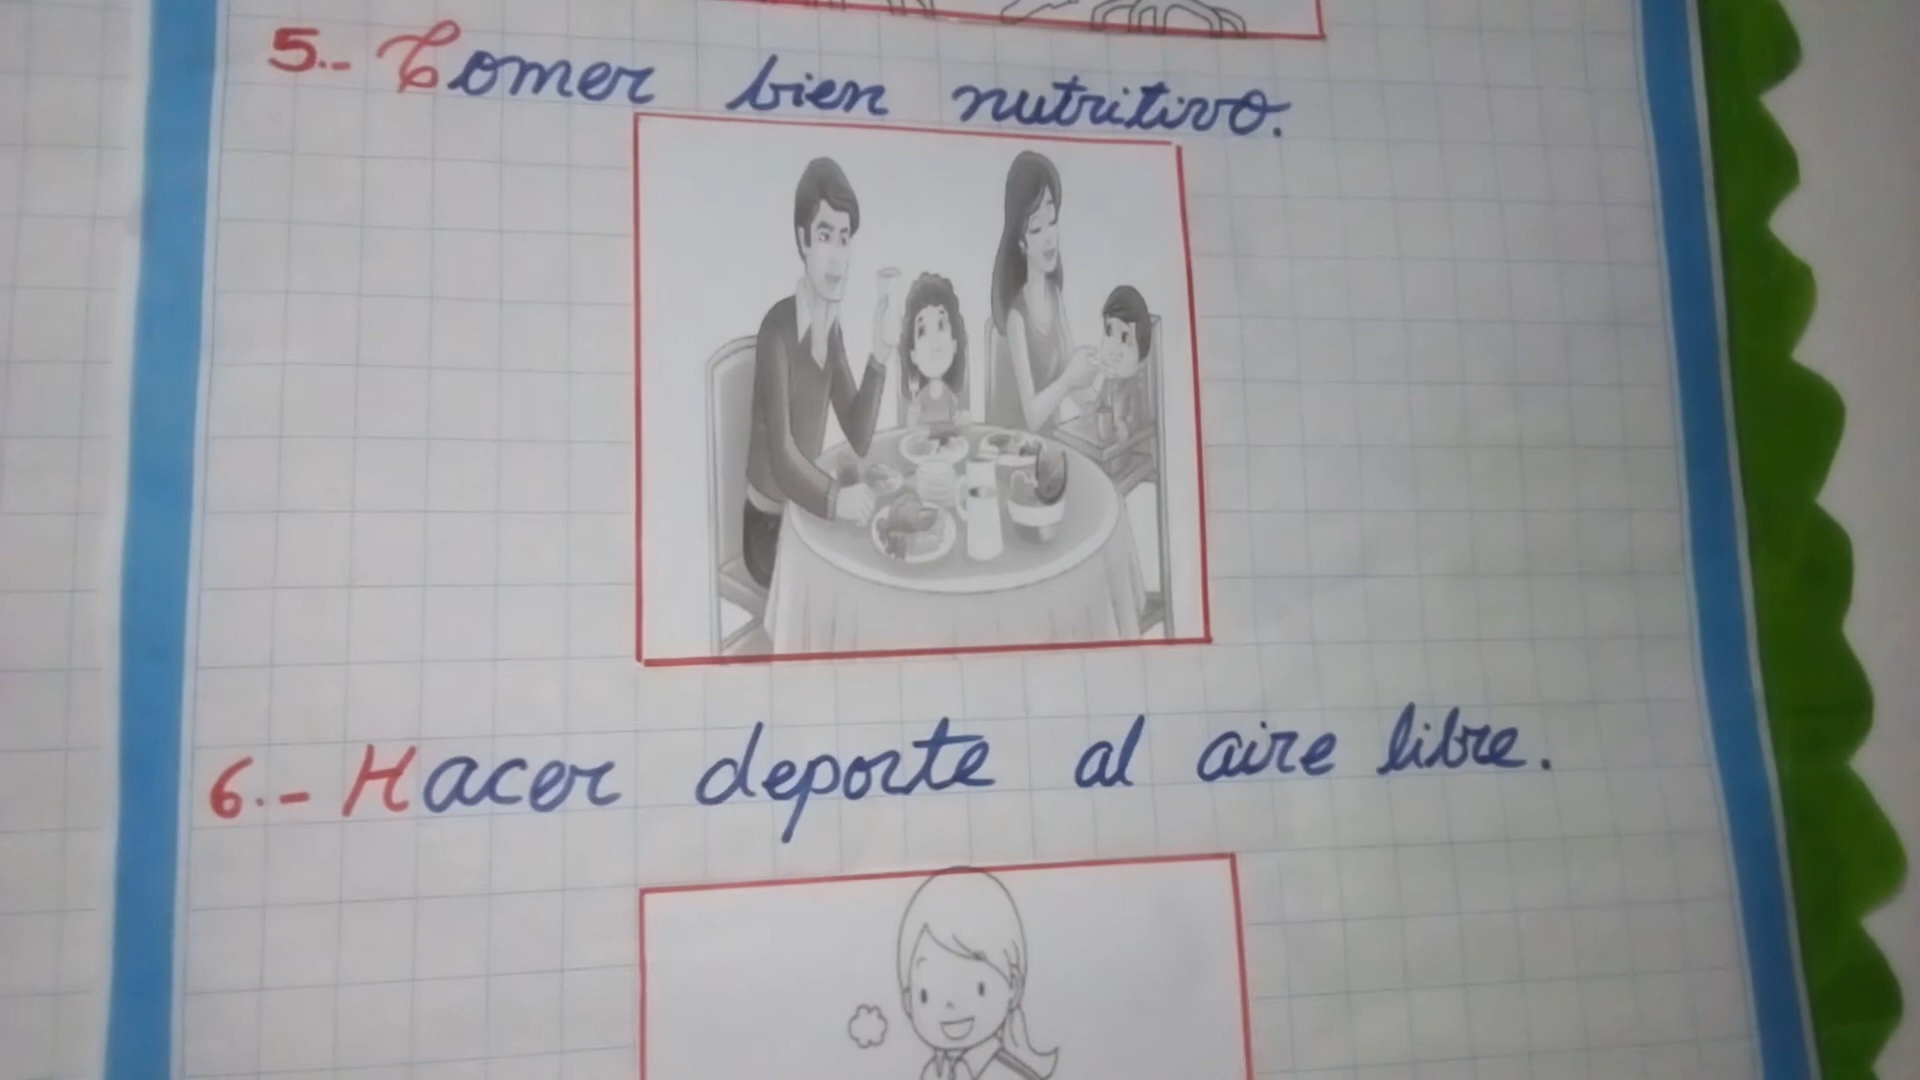 5.- Comer bien nutritivo.
6.- Hacer deporte al aire libre.